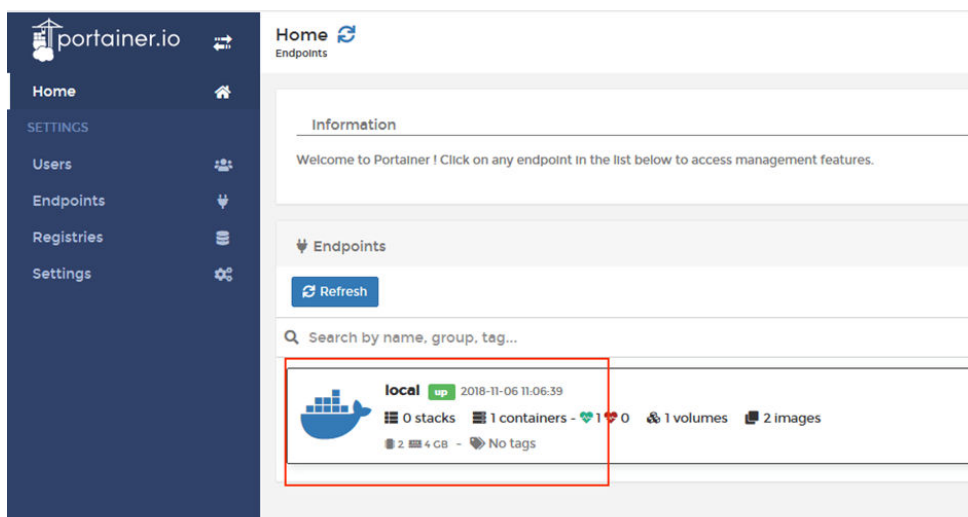 portainer.io
Home
SETTINGS
Users
Endpoints
Registries
Settings
Home
Endpoints
Information
Welcome to Portainer ! Click on any endpoint in the list below to access management features.
Endpoints
Refresh
Search by name, group, tag...
local up 2018-11-06 11:06:39
0 stacks 1 containers - 1 0 1 volumes 2 images
2 4 GB - No tags